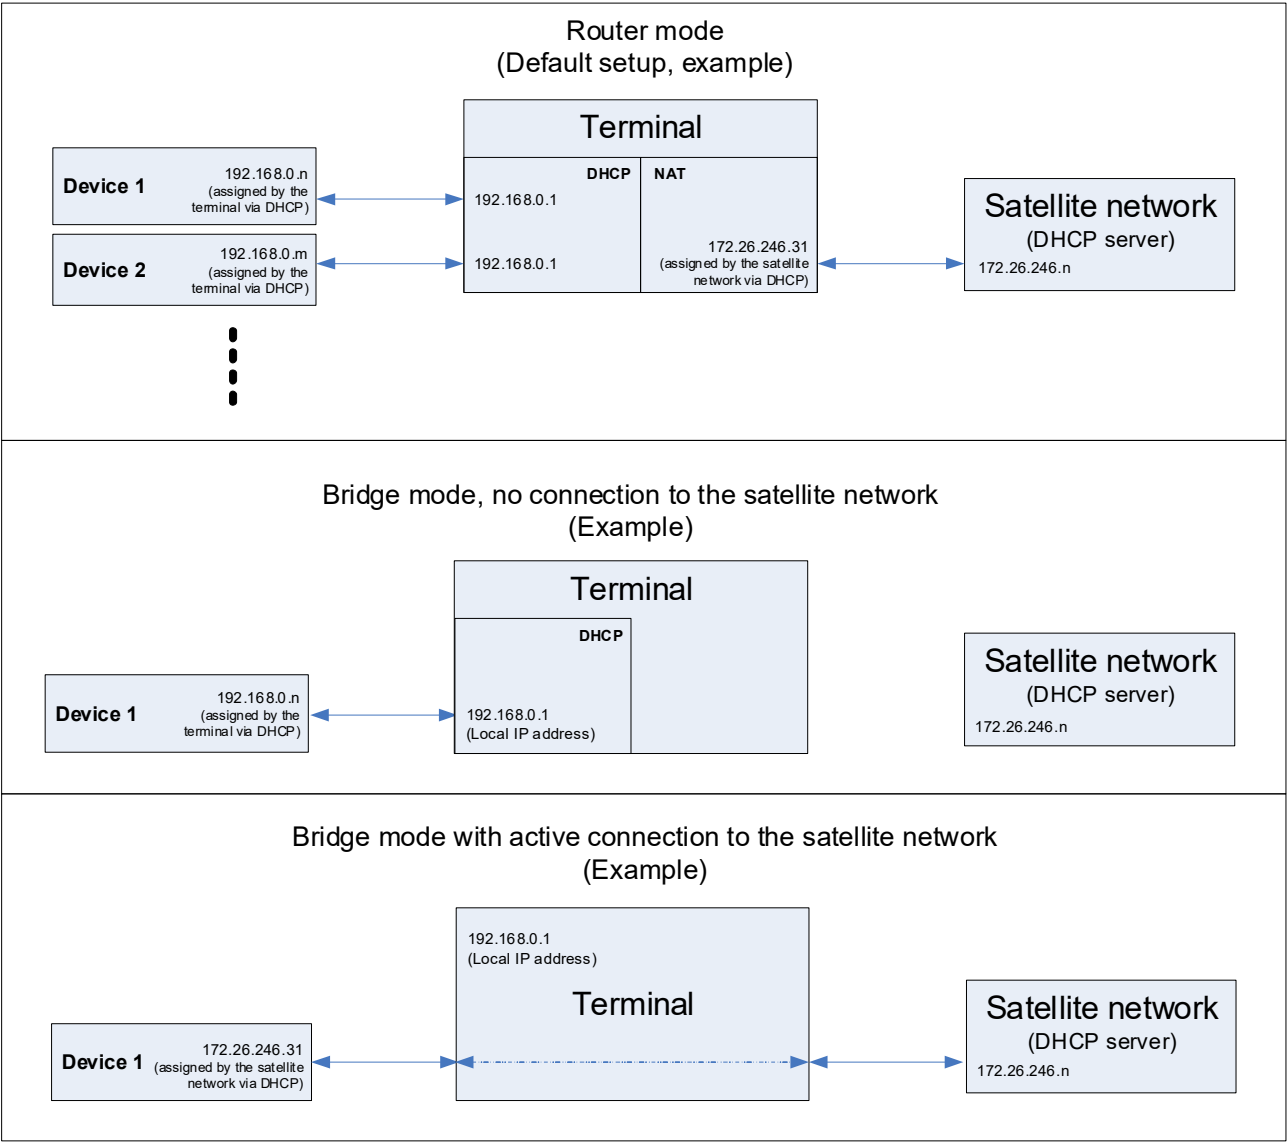 Router mode
(Default setup, example)
Terminal
Device 1
192.168.0.n
(assigned by the
terminal via DHCP)
DHCP
192.168.0.1
NAT
Device 2
192.168.0.m
(assigned by the
terminal via DHCP)
192.168.0.1
172.26.246.31
(assigned by the satellite
network via DHCP)
Satellite network
(DHCP server)
172.26.246.n
Bridge mode, no connection to the satellite network
(Example)
Terminal
DHCP
Device 1
192.168.0.n
(assigned by the
terminal via DHCP)
192.168.0.1
(Local IP address)
Satellite network
(DHCP server)
172.26.246.n
Bridge mode with active connection to the satellite network
(Example)
192.168.0.1
(Local IP address)
Terminal
Device 1
172.26.246.31
(assigned by the satellite
network via DHCP)
Satellite network
(DHCP server)
172.26.246.n